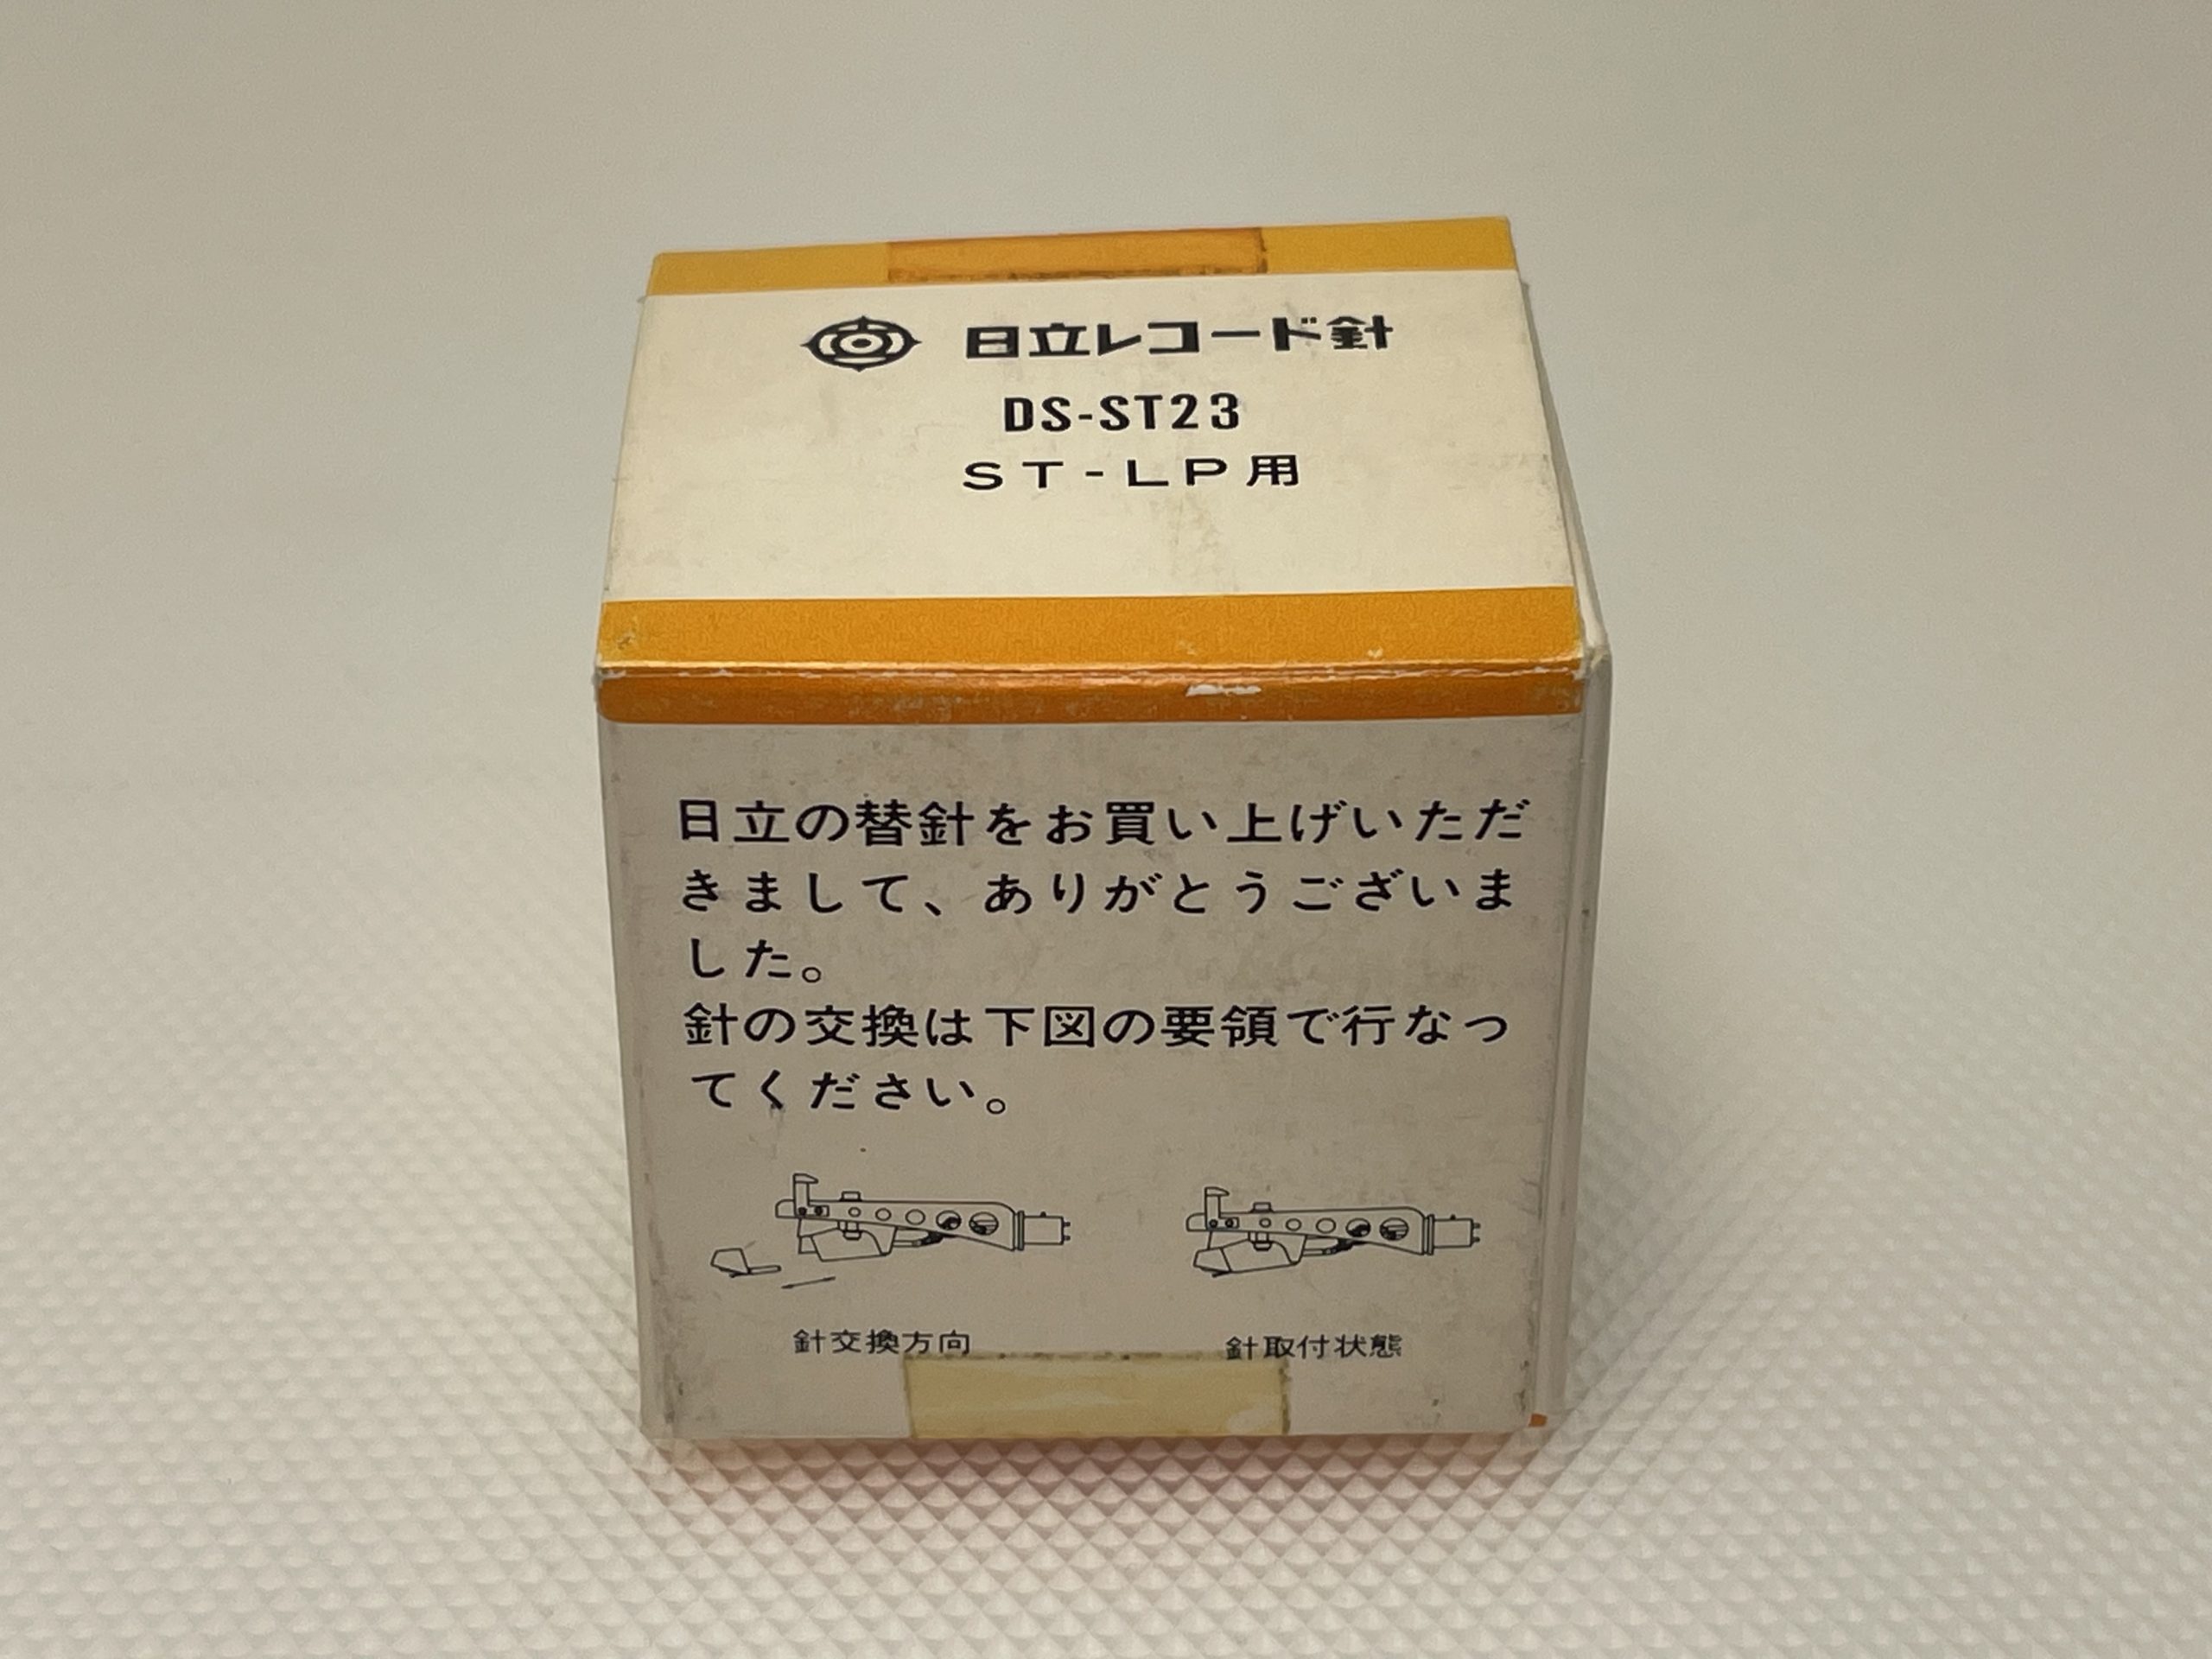 日立レコード針
DS-ST23
ST-LP用
日立の替針をお買い上げいただ
きまして、ありがとうございま
した。
針の交換は下図の要領で行なっ
てください。
針交換方向
針取付状態